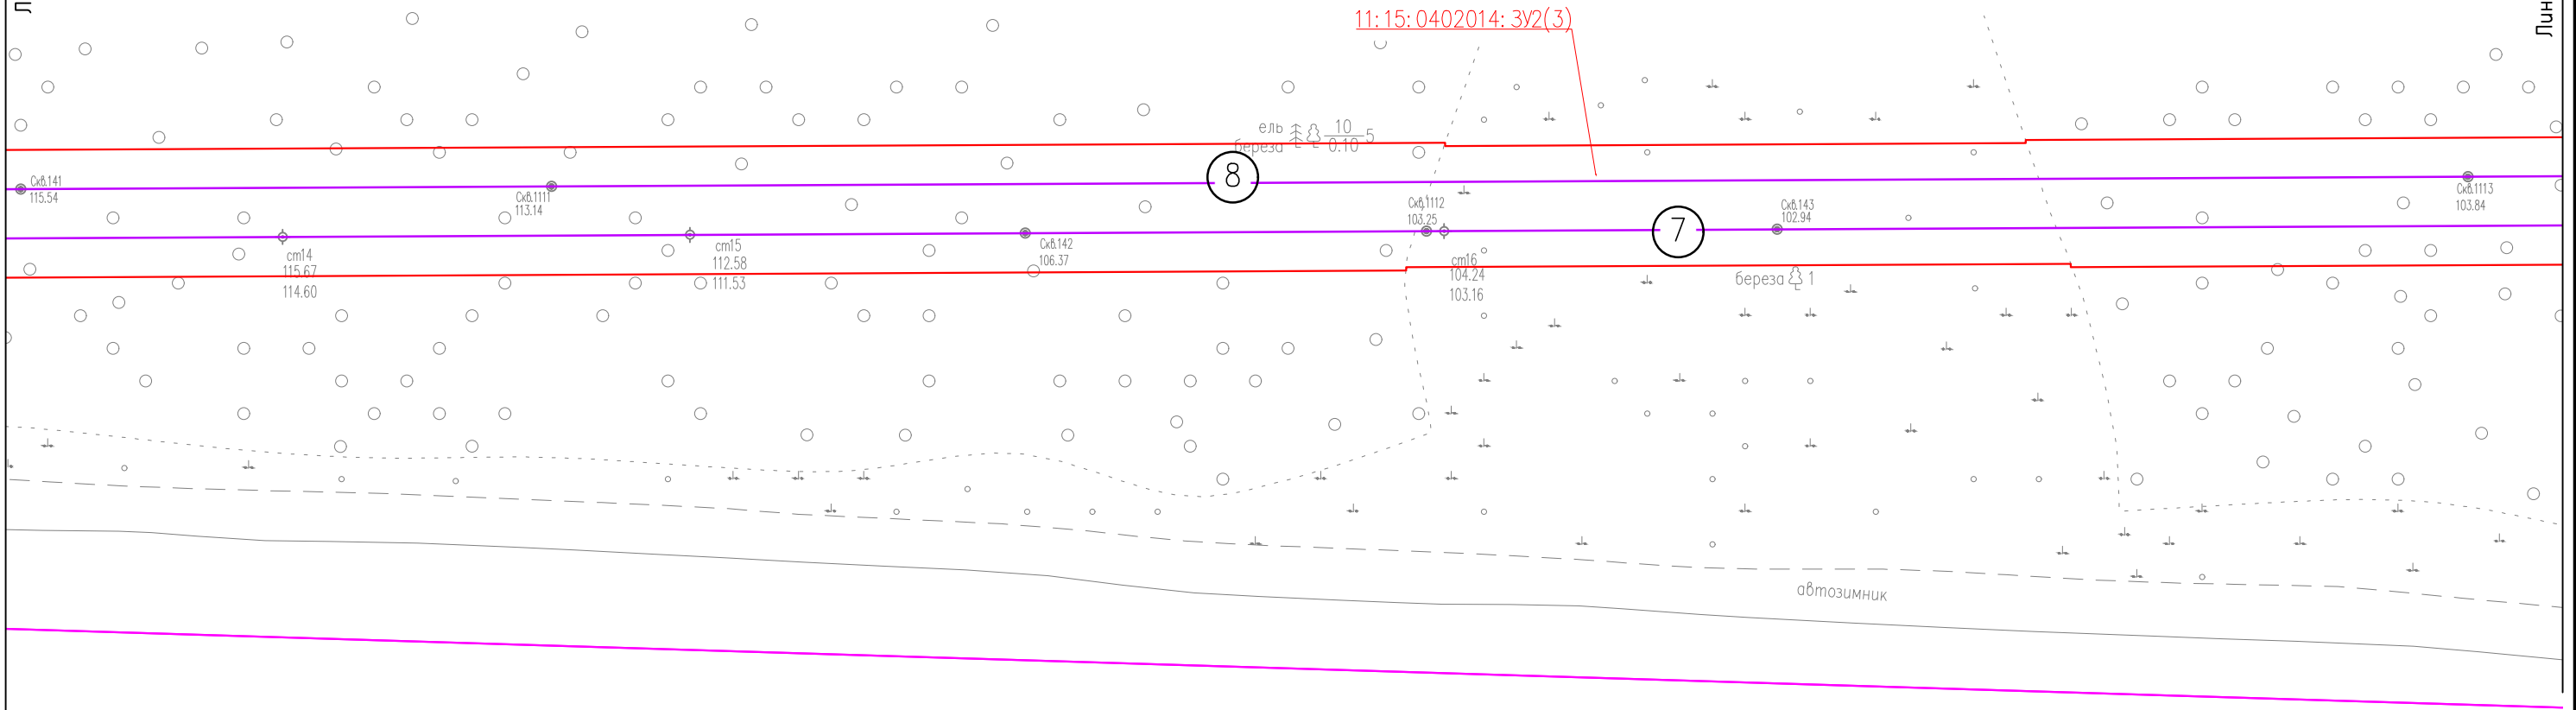 Л
11:15:0402014:ЗУ2(3)
Лин
ель 10 5
береза 0.10
8
Скв.141
115.54
Скв.1111
113.14
Скв.1112
103.25
Скв.143
102.94
Скв.1113
103.84
7
ст14
115.67
114.60
ст15
112.58
111.53
Скв.142
106.37
ст16
104.24
103.16
береза 1
автозимник